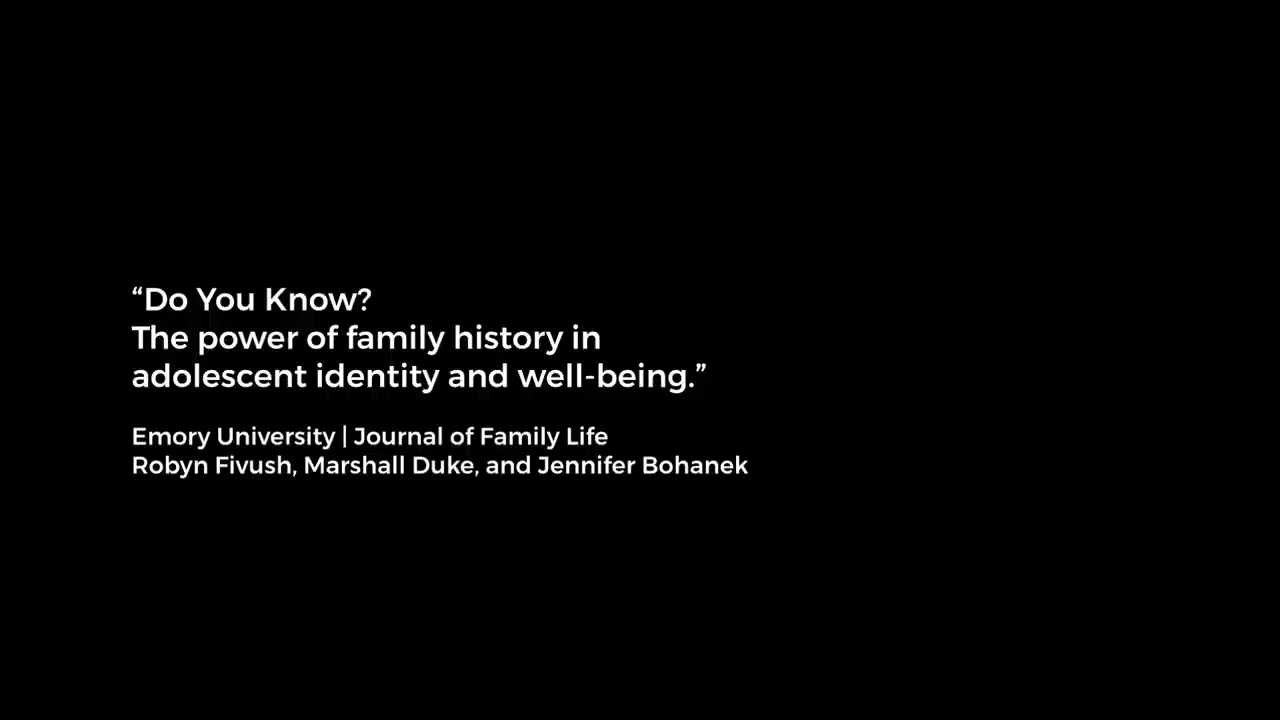 “Do You Know?
The power of family history in
adolescent identity and well-being.”
Emory University | Journal of Family Life
Robyn Fivush, Marshall Duke, and Jennifer Bohanek